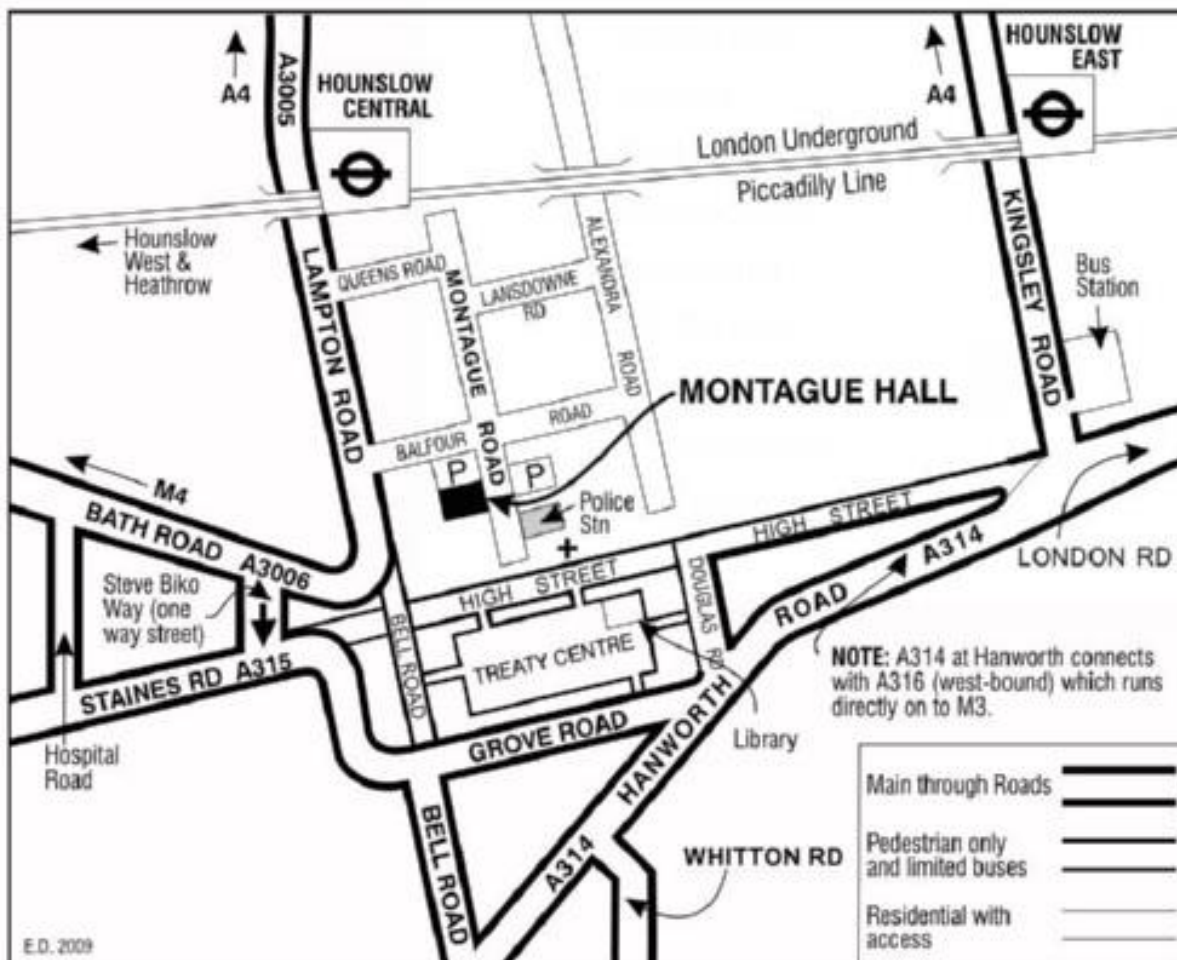 A4
A3005
HOUNSLOW
CENTRAL
A4
HOUNSLOW
EAST
London Underground
Piccadilly Line
Hounslow
West &
Heathrow
LAMPTON ROAD
QUEENS ROAD
MONTAGUE ROAD
LANSDOWNE
RD
ALEXANDRA ROAD
KINGSLEY ROAD
Bus
Station
MONTAGUE HALL
BALFOUR ROAD
P
P
Police
Stn
M4
BATH ROAD A3006
HIGH STREET
HIGH STREET
A314
LONDON RD
Steve Biko
Way (one
way street)
BELL ROAD
TREATY CENTRE
DOUGLAS RD
ROAD
STAINES RD A315
NOTE: A314 at Hanworth connects
with A316 (west-bound) which runs
directly on to M3.
Hospital
Road
GROVE ROAD
HANWORTH
Library
BELL ROAD
A314
WHITTON RD
Main through Roads
Pedestrian only
and limited buses
Residential with
access
E.D. 2009